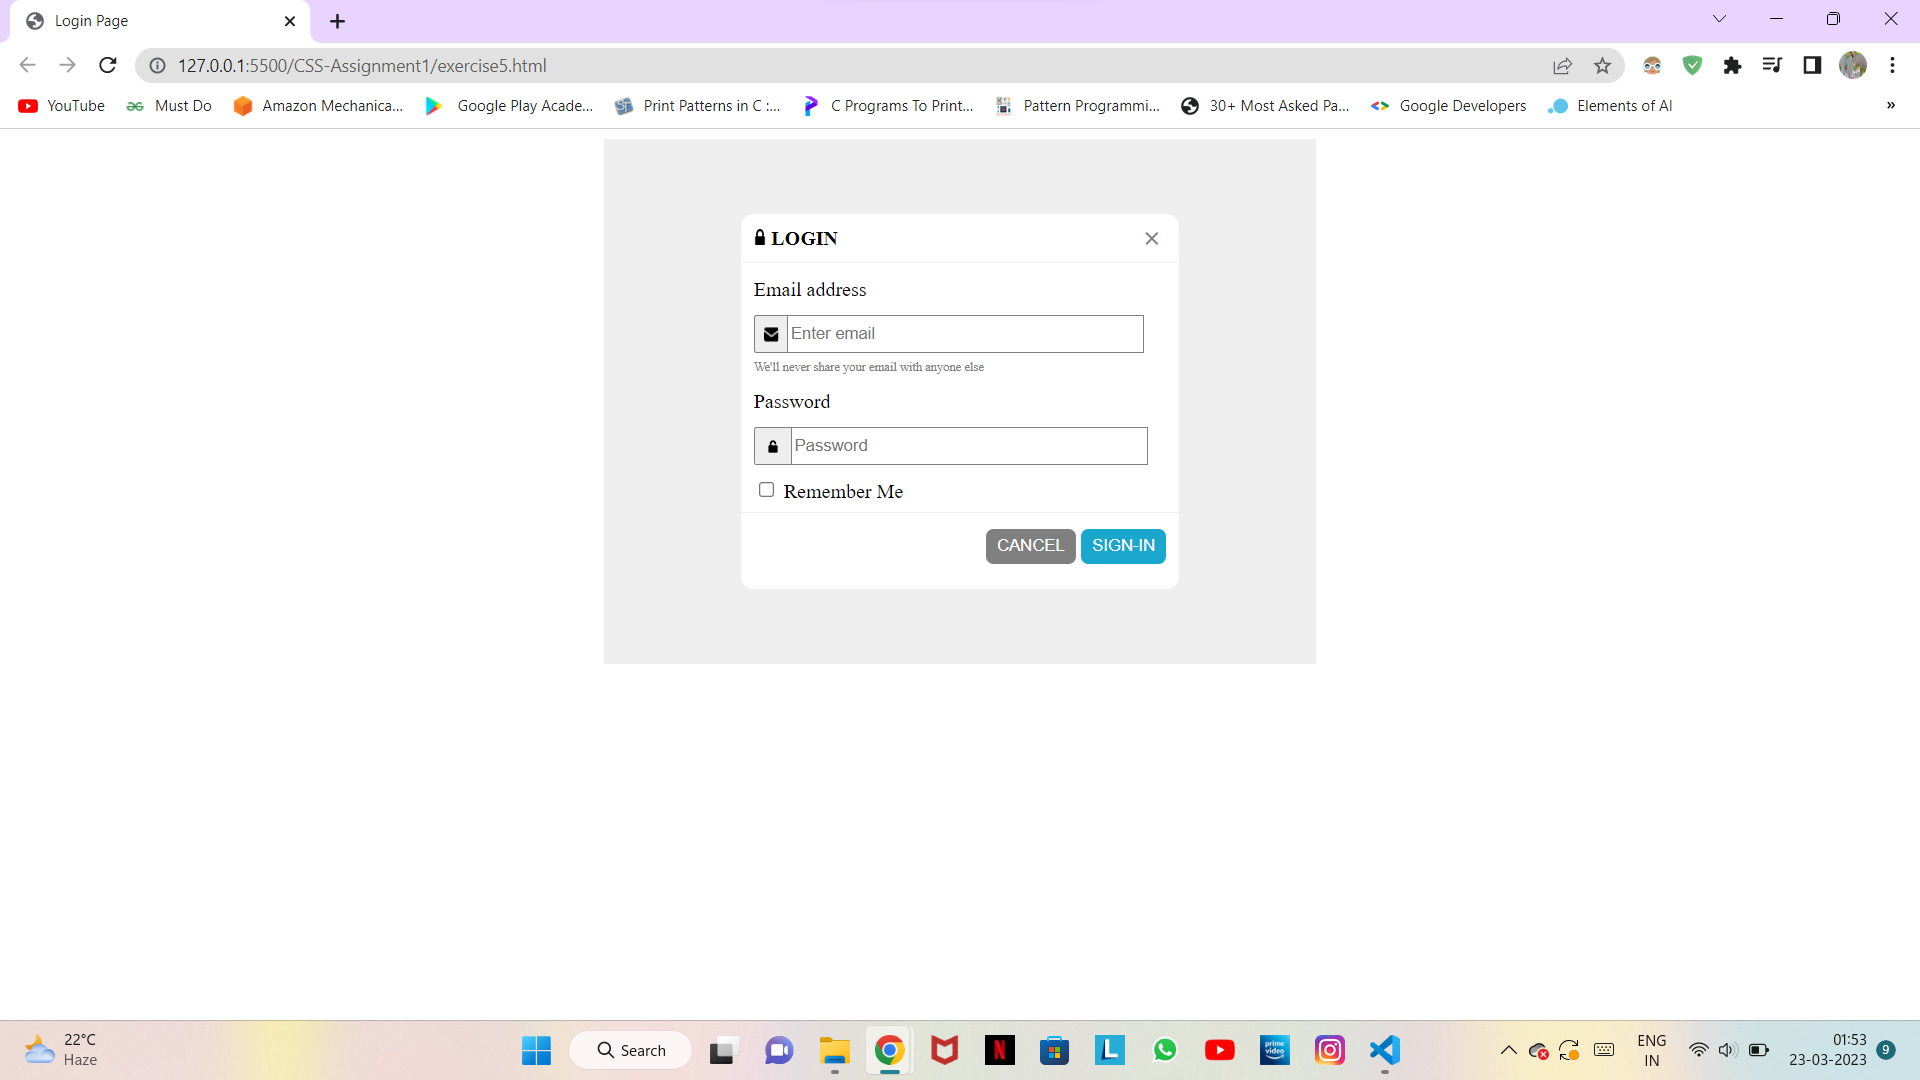 Login Page
127.0.0.1:5500/CSS-Assignment1/exercise5.html
YouTube Must Do Amazon Mechanica... Google Play Acade... Print Patterns in C :... C Programs To Print... Pattern Programmi... 30+ Most Asked Pa... Google Developers Elements of AI »
LOGIN
Email address
Enter email
We'll never share your email with anyone else
Password
Password
Remember Me
CANCEL SIGN-IN
22°C
Haze
Search
prime video
ENG
IN
01:53
23-03-2023
9